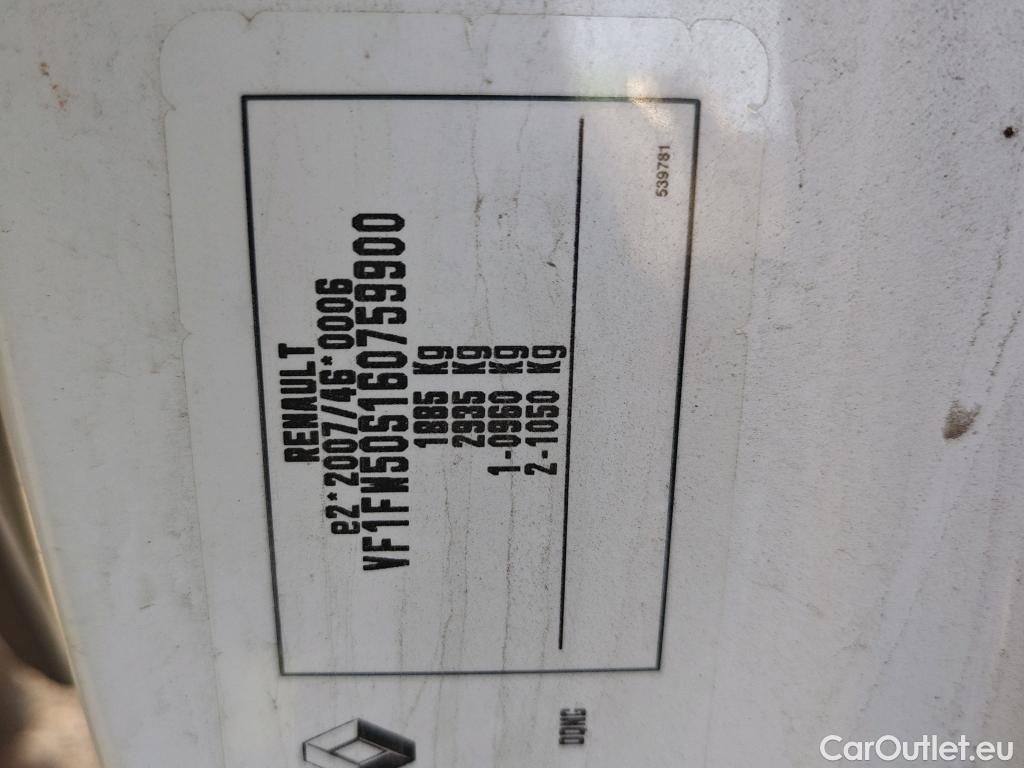 RENAULT
e2*2007/46*0006
VF1FW50S160759900
1885 Kg
2935 Kg
1-0960 Kg
2-1050 Kg
539781
DQNG
CarOutlet.eu